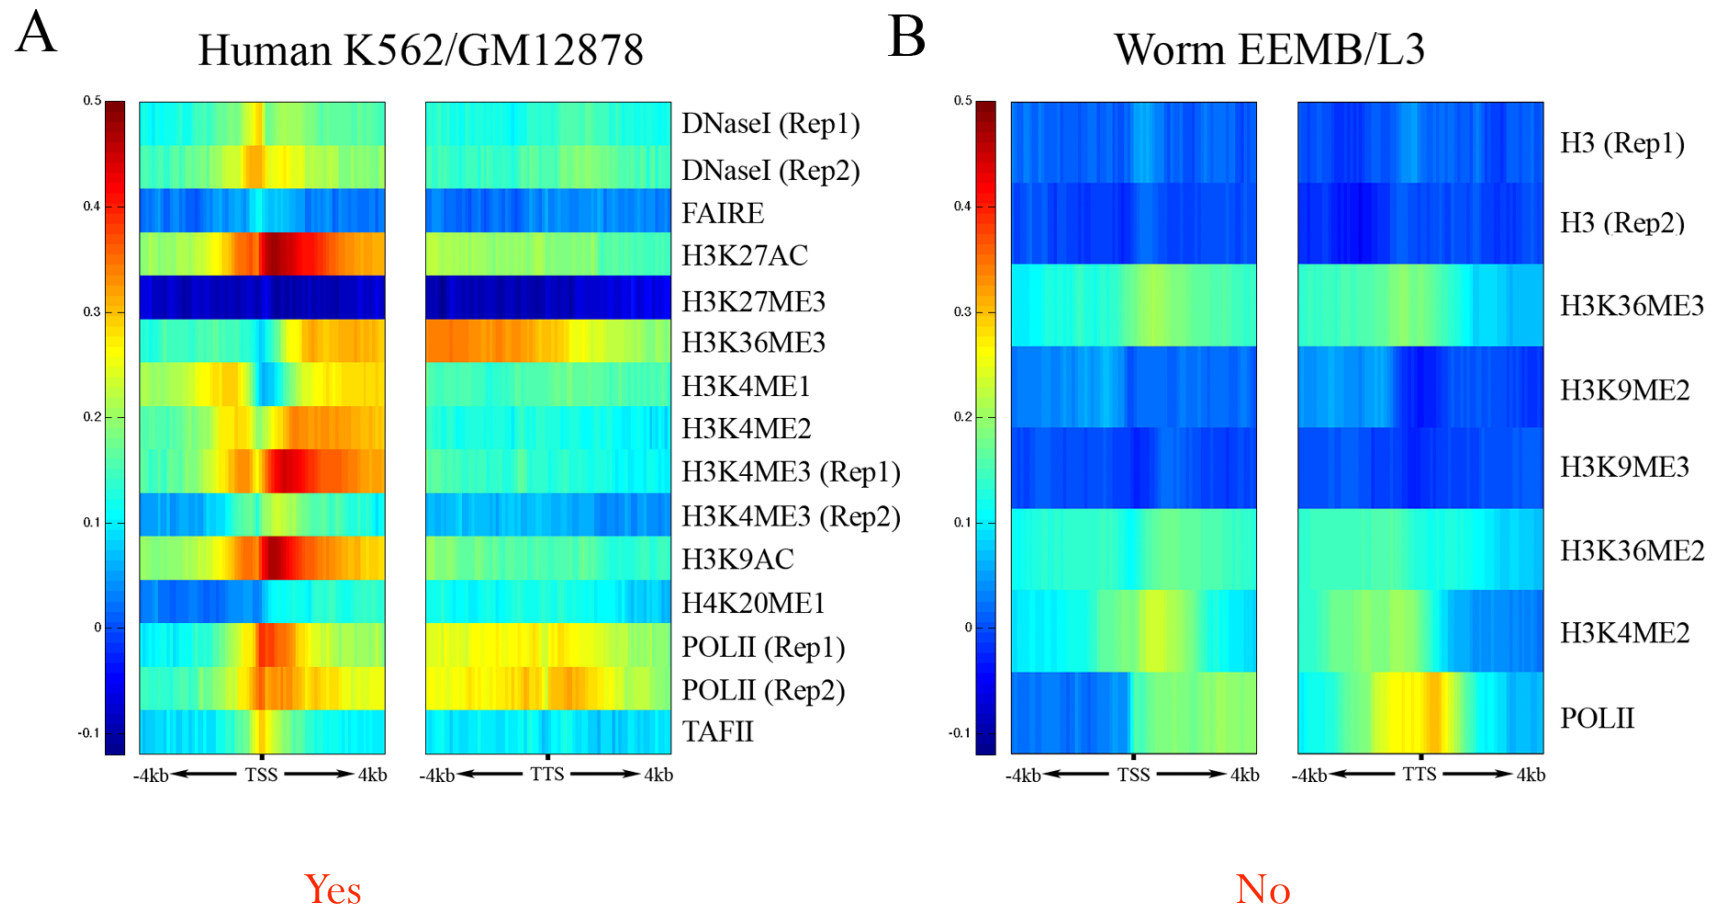 A
Human K562/GM12878
0.5
0.4
0.3
0.2
0.1
0
-0.1
DNaseI (Rep1)
DNaseI (Rep2)
FAIRE
H3K27AC
H3K27ME3
H3K36ME3
H3K4ME1
H3K4ME2
H3K4ME3 (Rep1)
H3K4ME3 (Rep2)
H3K9AC
H4K20ME1
POLII (Rep1)
POLII (Rep2)
TAFII
-4kb TSS 4kb
-4kb TTS 4kb
Yes
B
Worm EEMB/L3
0.5
0.4
0.3
0.2
0.1
0
-0.1
H3 (Rep1)
H3 (Rep2)
H3K36ME3
H3K9ME2
H3K9ME3
H3K36ME2
H3K4ME2
POLII
-4kb TSS 4kb
-4kb TTS 4kb
No